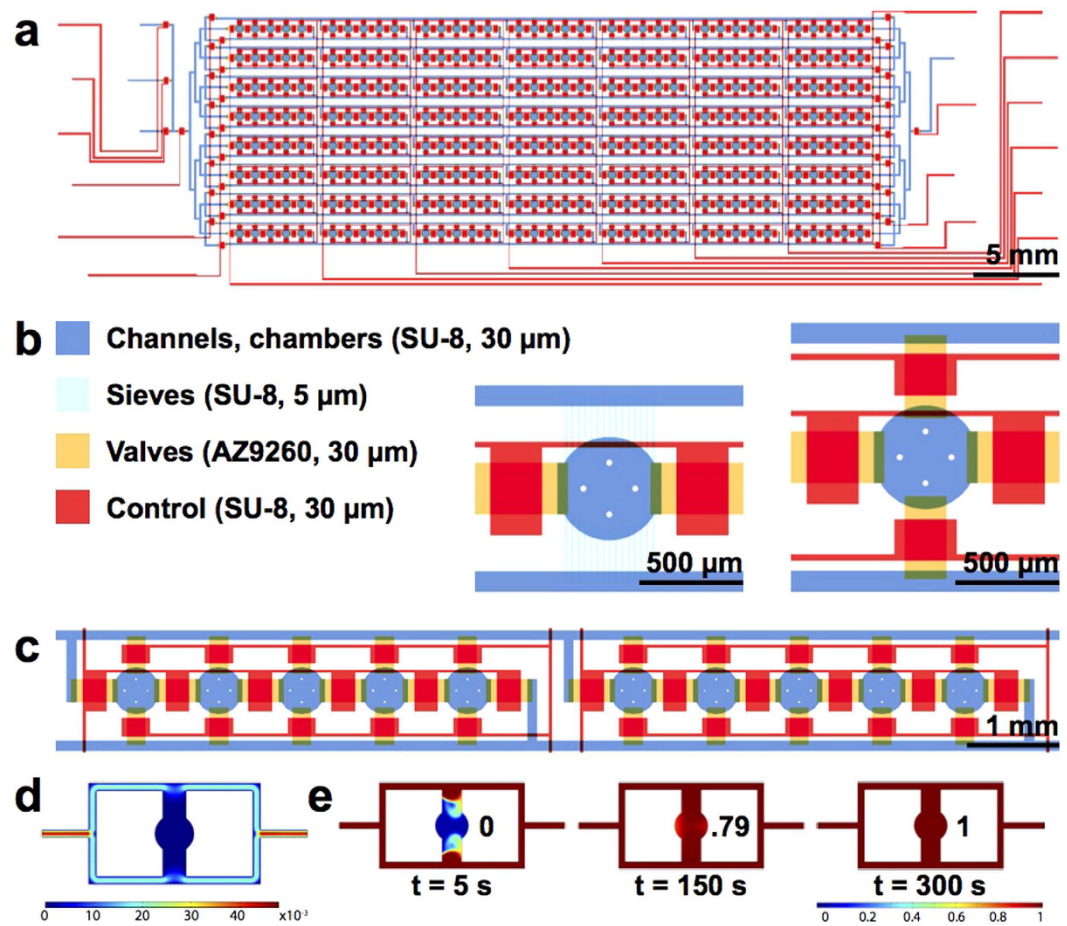 a
5 mm
b
Channels, chambers (SU-8, 30 μm)
Sieves (SU-8, 5 μm)
Valves (AZ9260, 30 μm)
Control (SU-8, 30 μm)
500 μm
500 μm
c
1 mm
d
0 10 20 30 40 x10⁻³
e
0
t = 5 s
.79
t = 150 s
1
t = 300 s
0 0.2 0.4 0.6 0.8 1